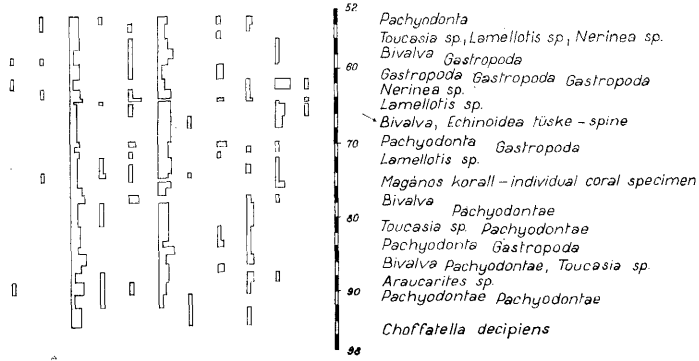 52
Pachyodonta
Toucasia sp., Lamellotis sp., Nerinea sp.
Bivalva Gastropoda
60
Gastropoda Gastropoda Gastropoda
Nerinea sp.
Lamellotis sp.
Bivalva, Echinoidea tüske – spine
70
Pachyodonta Gastropoda
Lamellotis sp.
Magános korall – individual coral specimen
Bivalva
Pachyodontae
80
Toucasia sp. Pachyodontae
Pachyodonta Gastropoda
Bivalva Pachyodontae, Toucasia sp.
Araucarites sp.
90
Pachyodontae Pachyodontae
Choffatella decipiens
98